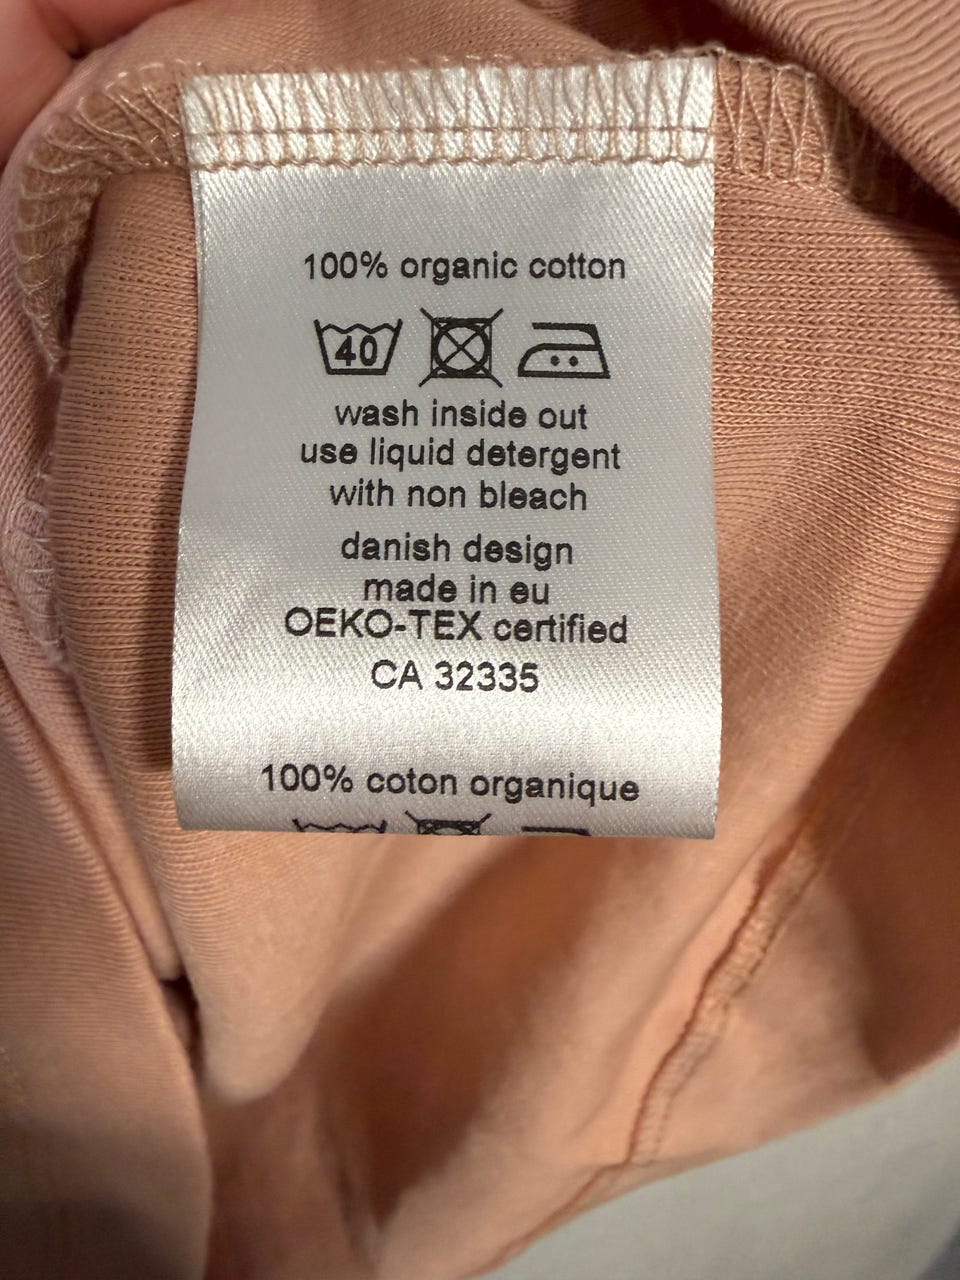 100% organic cotton
40
wash inside out
use liquid detergent
with non bleach
danish design
made in eu
OEKO-TEX certified
CA 32335
100% coton organique